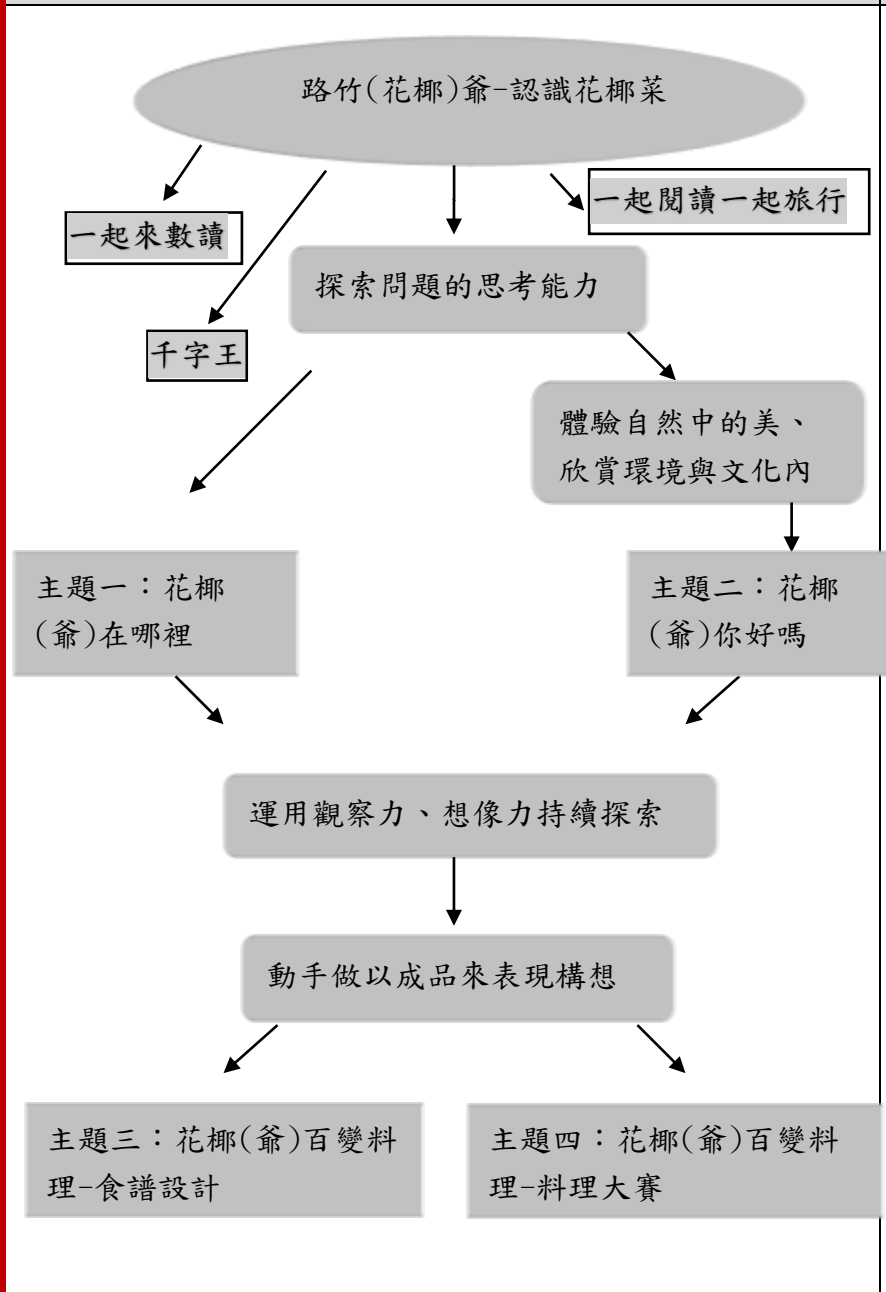 路竹(花椰)爺-認識花椰菜
一起閱讀一起旅行
一起來數讀
探索問題的思考能力
千字王
體驗自然中的美、
欣賞環境與文化內
主題一：花椰
(爺)在哪裡
主題二：花椰
(爺)你好嗎
運用觀察力、想像力持續探索
動手做以成品來表現構想
主題三：花椰(爺)百變料
理-食譜設計
主題四：花椰(爺)百變料
理-料理大賽